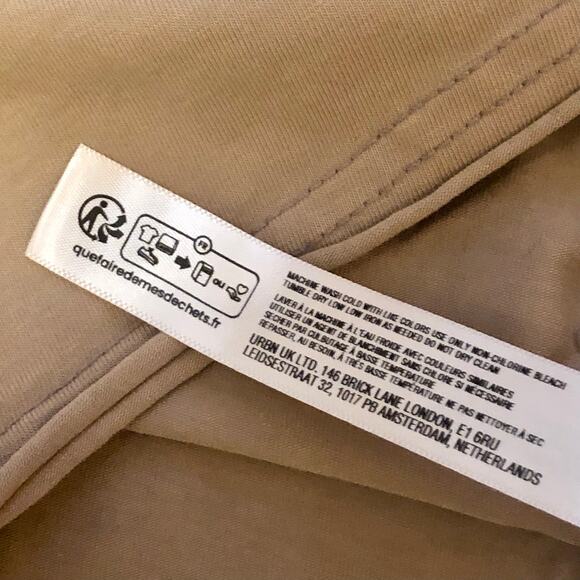 FR
OU
quefairedemesdechets.fr
MACHINE WASH COLD WITH LIKE COLORS USE ONLY NON-CHLORINE BLEACH
TUMBLE DRY LOW LOW IRON AS NEEDED DO NOT DRY CLEAN
LAVER À LA MACHINE À L'EAU FROIDE AVEC COULEURS SIMILAIRES
UTILISER UN AGENT DE BLANCHIMENT SANS CHLORE SI NÉCESSAIRE
SECHER PAR CULBUTAGE À BASSE TEMPÉRATURE
REPASSER, AU BESOIN, À TRÈS BASSE TEMPÉRATURE NE PAS NETTOYER À SEC
URBN UK LTD. 146 BRICK LANE LONDON, E1 6RU
LEIDSESTRAAT 32, 1017 PB AMSTERDAM, NETHERLANDS